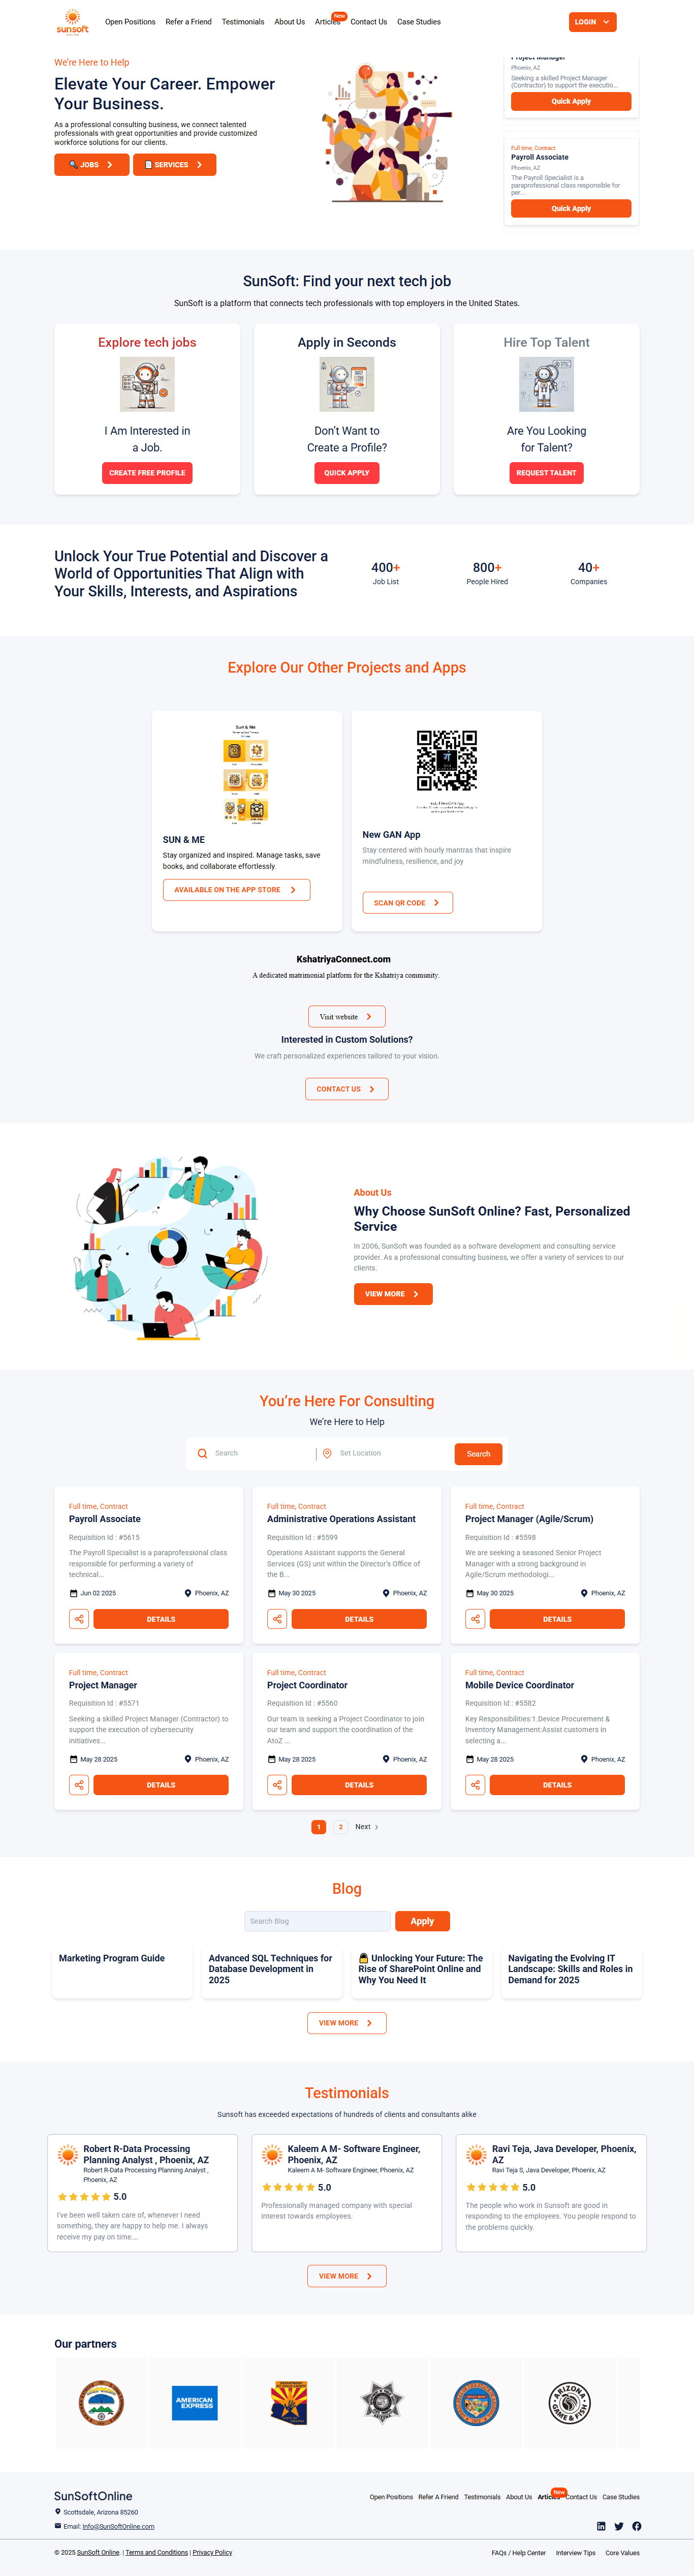 sunsoft
ONLINE
Open Positions
Refer a Friend
Testimonials
About Us
Articles
New
Contact Us
Case Studies
LOGIN
We're Here to Help
Elevate Your Career. Empower
Your Business.
As a professional consulting business, we connect talented
professionals with great opportunities and provide customized
workforce solutions for our clients.
JOBS
SERVICES
Project Manager
Phoenix, AZ
Seeking a skilled Project Manager
(Contractor) to support the executio...
Quick Apply
Full time, Contract
Payroll Associate
Phoenix, AZ
The Payroll Specialist is a
paraprofessional class responsible for
per...
Quick Apply
SunSoft: Find your next tech job
SunSoft is a platform that connects tech professionals with top employers in the United States.
Explore tech jobs
I Am Interested in
a Job.
CREATE FREE PROFILE
Apply in Seconds
Don't Want to
Create a Profile?
QUICK APPLY
Hire Top Talent
Are You Looking
for Talent?
REQUEST TALENT
Unlock Your True Potential and Discover a
World of Opportunities That Align with
Your Skills, Interests, and Aspirations
400+
Job List
800+
People Hired
40+
Companies
Explore Our Other Projects and Apps
Sun & Me
SUN & ME
Stay organized and inspired. Manage tasks, save
books, and collaborate effortlessly.
AVAILABLE ON THE APP STORE
New GAN App
Stay centered with hourly mantras that inspire
mindfulness, resilience, and joy
SCAN QR CODE
KshatriyaConnect.com
A dedicated matrimonial platform for the Kshatriya community.
Visit website
Interested in Custom Solutions?
We craft personalized experiences tailored to your vision.
CONTACT US
About Us
Why Choose SunSoft Online? Fast, Personalized
Service
In 2006, SunSoft was founded as a software development and consulting service
provider. As a professional consulting business, we offer a variety of services to our
clients.
VIEW MORE
You're Here For Consulting
We're Here to Help
Search
Set Location
Search
Full time, Contract
Payroll Associate
Requisition Id : #5615
The Payroll Specialist is a paraprofessional class
responsible for performing a variety of
technical...
Jun 02 2025
Phoenix, AZ
DETAILS
Full time, Contract
Administrative Operations Assistant
Requisition Id : #5599
Operations Assistant supports the General
Services (GS) unit within the Director's Office of
the B...
May 30 2025
Phoenix, AZ
DETAILS
Full time, Contract
Project Manager (Agile/Scrum)
Requisition Id : #5598
We are seeking a seasoned Senior Project
Manager with a strong background in
Agile/Scrum methodologi...
May 30 2025
Phoenix, AZ
DETAILS
Full time, Contract
Project Manager
Requisition Id : #5571
Seeking a skilled Project Manager (Contractor) to
support the execution of cybersecurity
initiatives...
May 28 2025
Phoenix, AZ
DETAILS
Full time, Contract
Project Coordinator
Requisition Id : #5560
Our team is seeking a Project Coordinator to join
our team and support the coordination of the
AtoZ ...
May 28 2025
Phoenix, AZ
DETAILS
Full time, Contract
Mobile Device Coordinator
Requisition Id : #5582
Key Responsibilities:1.Device Procurement &
Inventory Management:Assist customers in
selecting a...
May 28 2025
Phoenix, AZ
DETAILS
1
2
Next
Blog
Search Blog
Apply
Marketing Program Guide
Advanced SQL Techniques for
Database Development in
2025
Unlocking Your Future: The
Rise of SharePoint Online and
Why You Need It
Navigating the Evolving IT
Landscape: Skills and Roles in
Demand for 2025
VIEW MORE
Testimonials
Sunsoft has exceeded expectations of hundreds of clients and consultants alike
Robert R-Data Processing
Planning Analyst , Phoenix, AZ
Robert R-Data Processing Planning Analyst ,
Phoenix, AZ
5.0
I've been well taken care of, whenever I need
something, they are happy to help me. I always
receive my pay on time...
Kaleem A M- Software Engineer,
Phoenix, AZ
Kaleem A M- Software Engineer, Phoenix, AZ
5.0
Professionally managed company with special
interest towards employees.
Ravi Teja, Java Developer, Phoenix,
AZ
Ravi Teja S, Java Developer, Phoenix, AZ
5.0
The people who work in Sunsoft are good in
responding to the employees. You people respond to
the problems quickly.
VIEW MORE
Our partners
AMERICAN
EXPRESS
ARIZONA
GAME & FISH
SunSoftOnline
Scottsdale, Arizona 85260
Email: Info@SunSoftOnline.com
Open Positions
Refer A Friend
Testimonials
About Us
Articles
New
Contact Us
Case Studies
© 2025 SunSoft Online. | Terms and Conditions | Privacy Policy
FAQs / Help Center
Interview Tips
Core Values